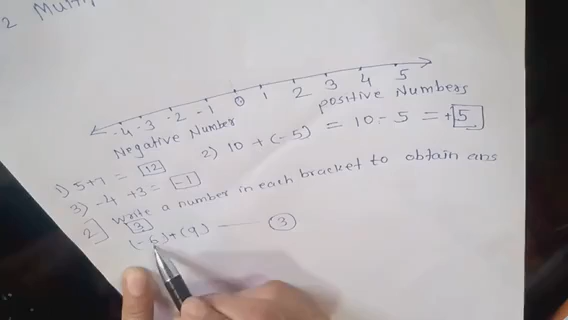 2 Multi
-4 -3 -2 -1 0 1 2 3 4 5
Negative Number positive Numbers
1) 5+7 = 12 2) 10 + (-5) = 10-5 = +5
3) -4 +3 = -1
2] write a number in each bracket to obtain ans
3
(-6)+(9) — 3